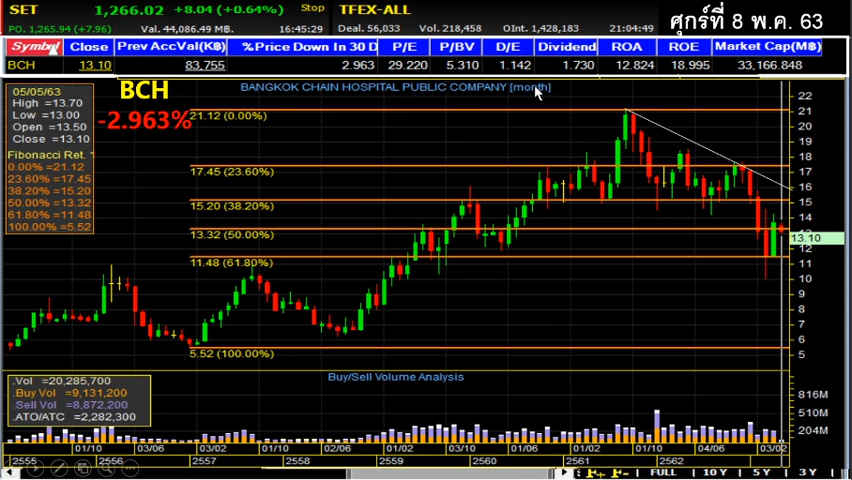 SET 1,266.02 +8.04 (+0.64%) Stop TFEX-ALL
ศุกร์ที่ 8 พ.ค. 63
PO. 1,265.94 (+7.96) Val. 44,086.49 M฿. 16:45:29 Deal. 56,033 Vol. 218,458 OInt. 1,428,183 21:04:49
Symbol Close Prev AccVal(K฿) %Price Down In 30 D P/E P/BV D/E Dividend ROA ROE Market Cap(M฿)
BCH 13.10 83,755 2.963 29.220 5.310 1.142 1.730 12.824 18.995 33,166.848
BCH
-2.963%
BANGKOK CHAIN HOSPITAL PUBLIC COMPANY [month]
05/05/63
High =13.70
Low =13.00
Open =13.50
Close =13.10
Fibonacci Ret. 1
0.00% =21.12
23.60% =17.45
38.20% =15.20
50.00% =13.32
61.80% =11.48
100.00% =5.52
21.12 (0.00%)
17.45 (23.60%)
15.20 (38.20%)
13.32 (50.00%)
11.48 (61.80%)
5.52 (100.00%)
22
21
20
19
18
17
16
15
14
13.10
12
11
10
9
8
7
6
5
Buy/Sell Volume Analysis
.Vol =20,285,700
.Buy Vol =9,131,200
.Sell Vol =8,872,200
.ATO/ATC =2,282,300
816M
510M
204M
01/10 03/06 03/02 01/10 02/06 01/10 03/02 03/10 01/02 01/02 01/10 04/06 03/02
2555 2556 2557 2558 2559 2560 2561 2562 2563
FULL 10 Y 5 Y 3 Y